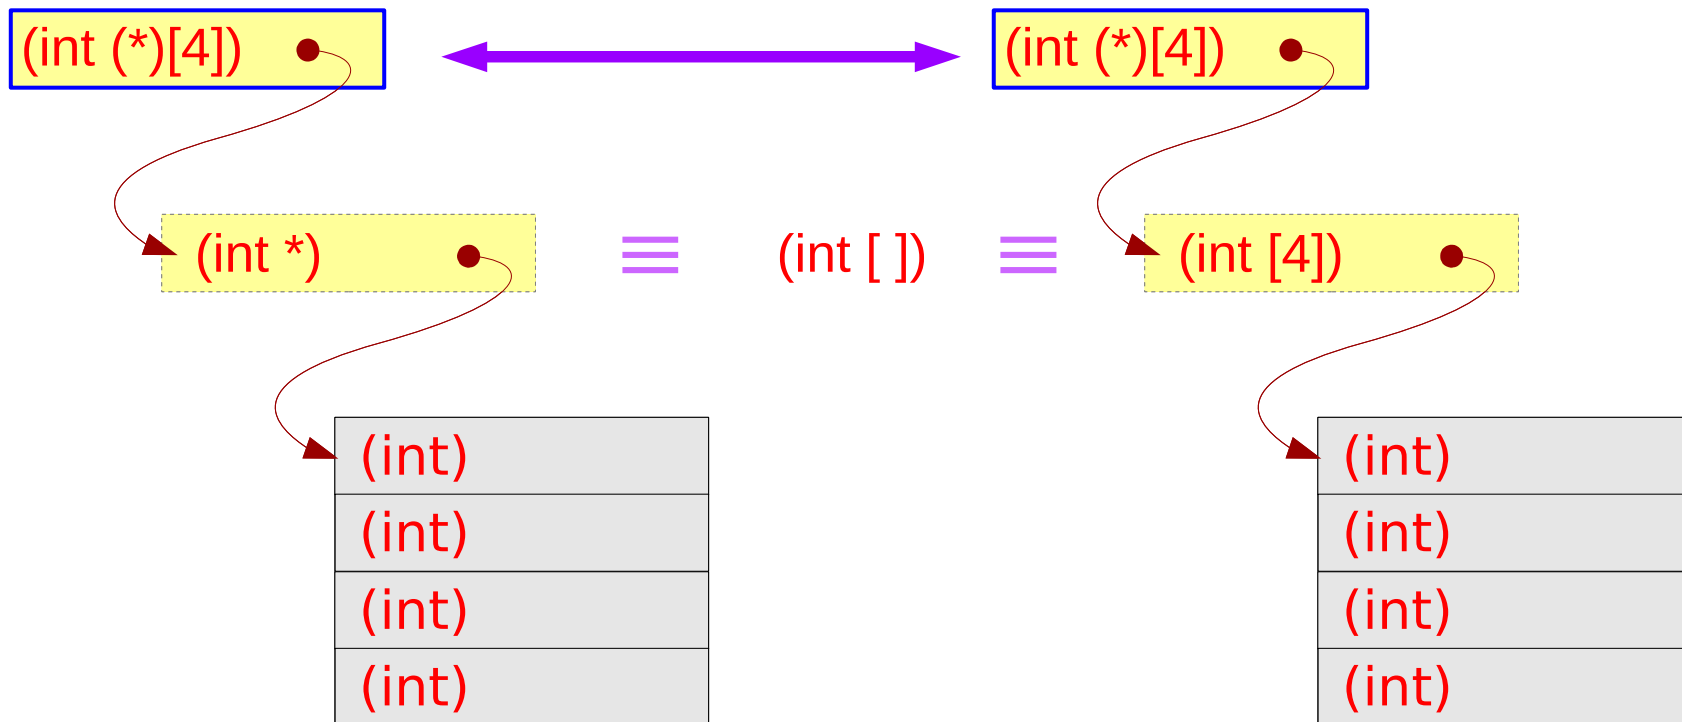 (int (*)[4]) (int (*)[4])
(int *) ≡ (int [ ]) ≡ (int [4])
(int) (int)
(int) (int)
(int) (int)
(int) (int)